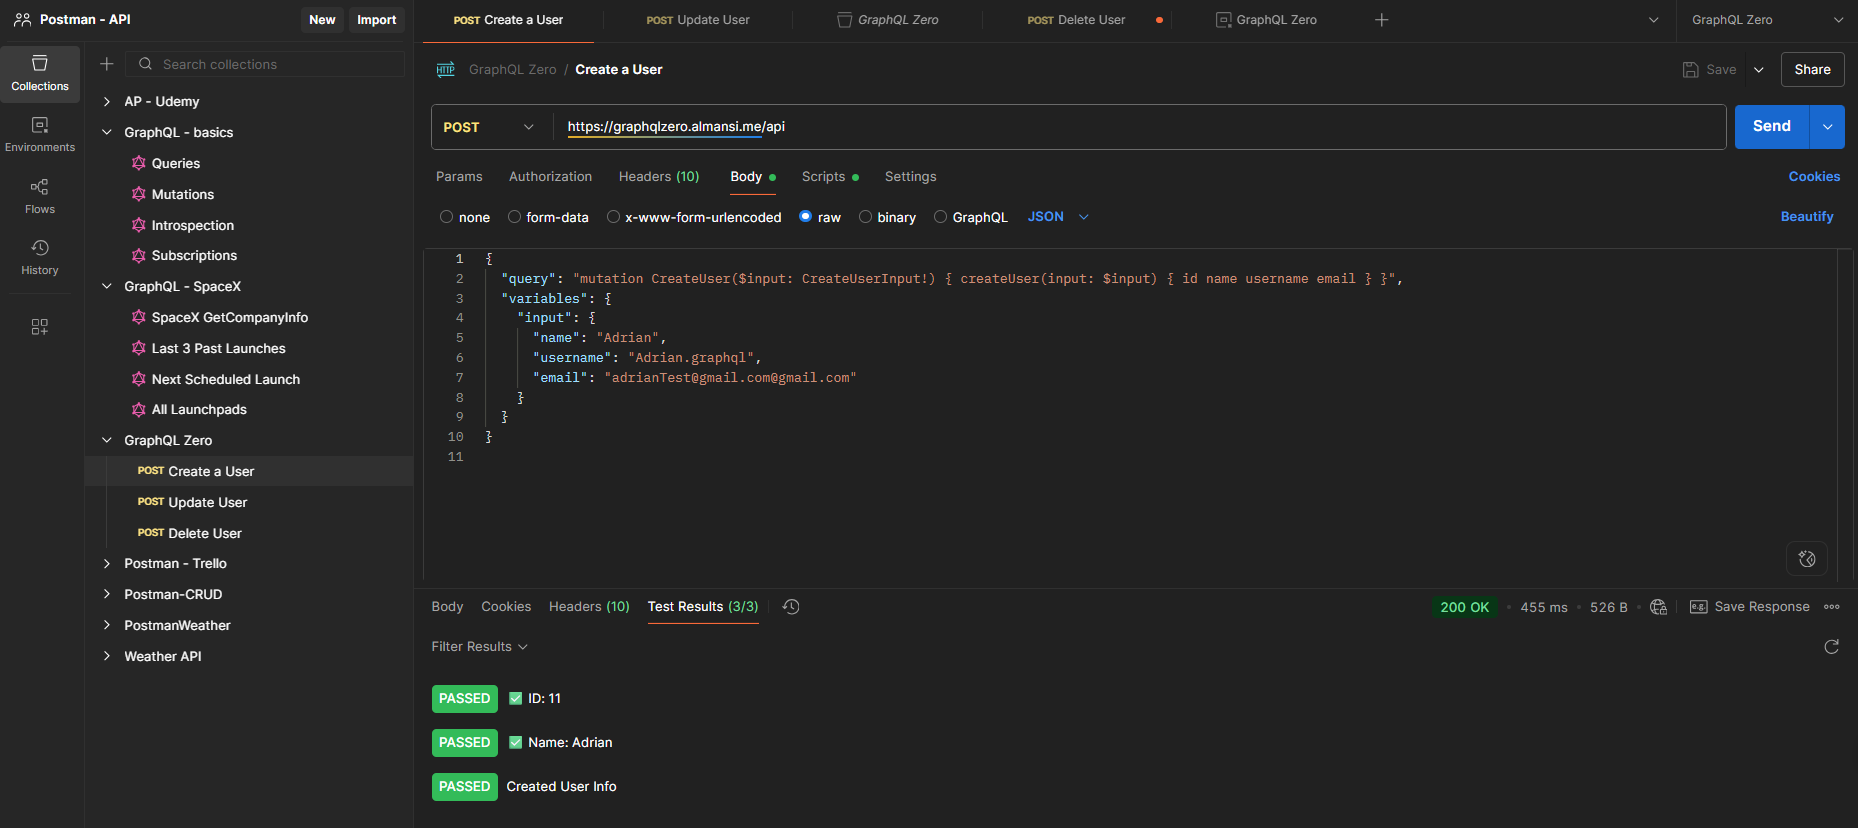 Postman - API
New
Import
POST Create a User
POST Update User
GraphQL Zero
POST Delete User
GraphQL Zero
GraphQL Zero
Collections
Environments
Flows
History
Search collections
AP - Udemy
GraphQL - basics
Queries
Mutations
Introspection
Subscriptions
GraphQL - SpaceX
SpaceX GetCompanyInfo
Last 3 Past Launches
Next Scheduled Launch
All Launchpads
GraphQL Zero
POST Create a User
POST Update User
POST Delete User
Postman - Trello
Postman-CRUD
PostmanWeather
Weather API
HTTP GraphQL Zero / Create a User
Save
Share
POST
https://graphqlzero.almansi.me/api
Send
Params Authorization Headers (10) Body Scripts Settings
Cookies
none form-data x-www-form-urlencoded raw binary GraphQL JSON
Beautify
1 {
2 "query": "mutation CreateUser($input: CreateUserInput!) { createUser(input: $input) { id name username email } }",
3 "variables": {
4 "input": {
5 "name": "Adrian",
6 "username": "Adrian.graphql",
7 "email": "adrianTest@gmail.com@gmail.com"
8 }
9 }
10 }
11
Body Cookies Headers (10) Test Results (3/3)
200 OK • 455 ms • 526 B
e.g. Save Response
Filter Results
PASSED ✅ ID: 11
PASSED ✅ Name: Adrian
PASSED Created User Info